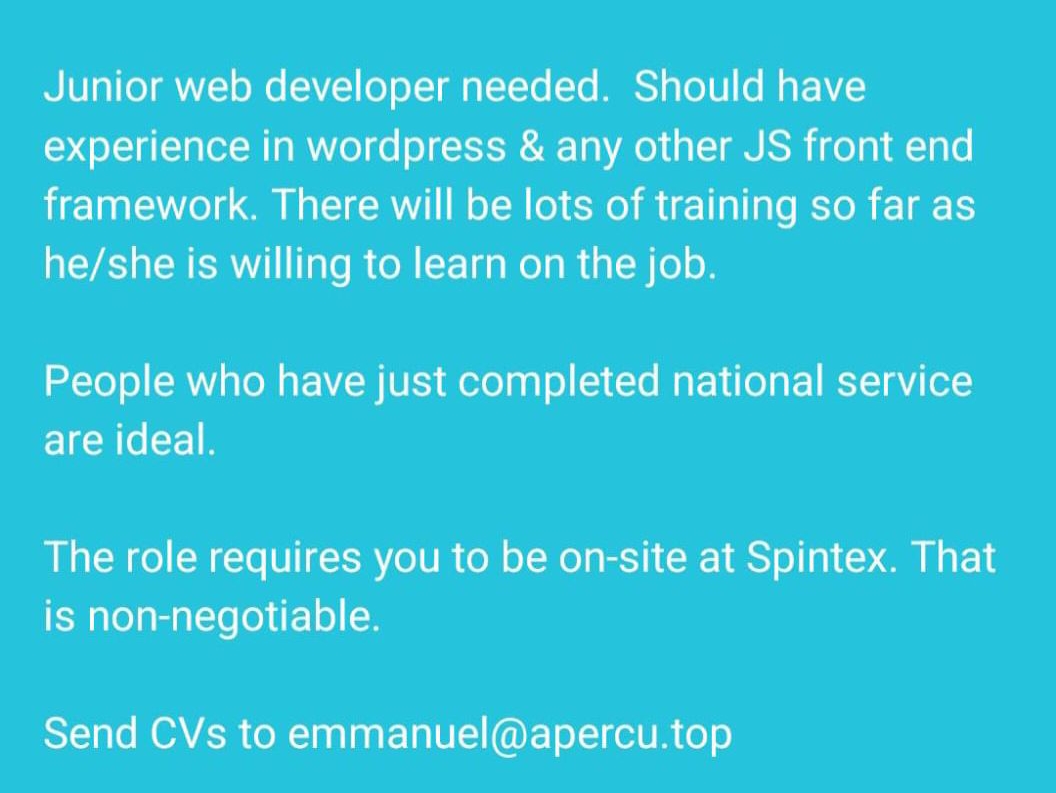 Junior web developer needed.  Should have
experience in wordpress & any other JS front end
framework. There will be lots of training so far as
he/she is willing to learn on the job.
People who have just completed national service
are ideal.
The role requires you to be on-site at Spintex. That
is non-negotiable.
Send CVs to emmanuel@apercu.top